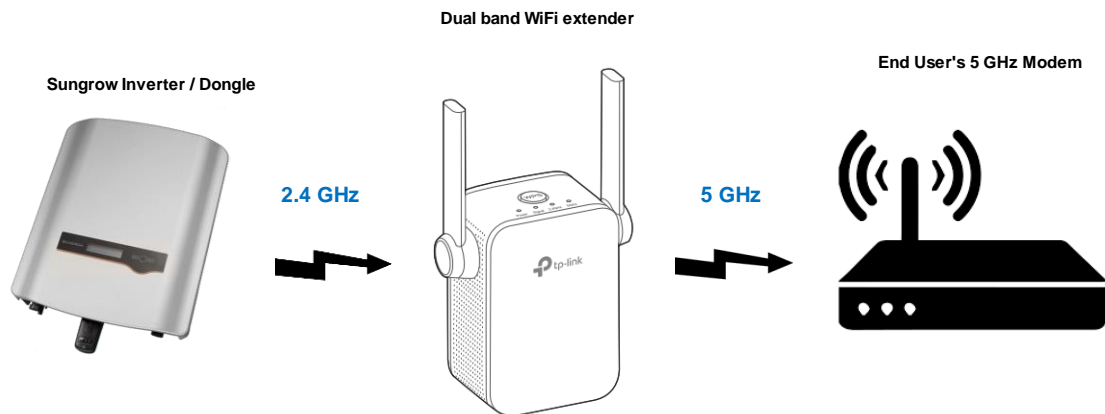 Dual band WiFi extender
Sungrow Inverter / Dongle
End User's 5 GHz Modem
2.4 GHz
5 GHz
tp-link